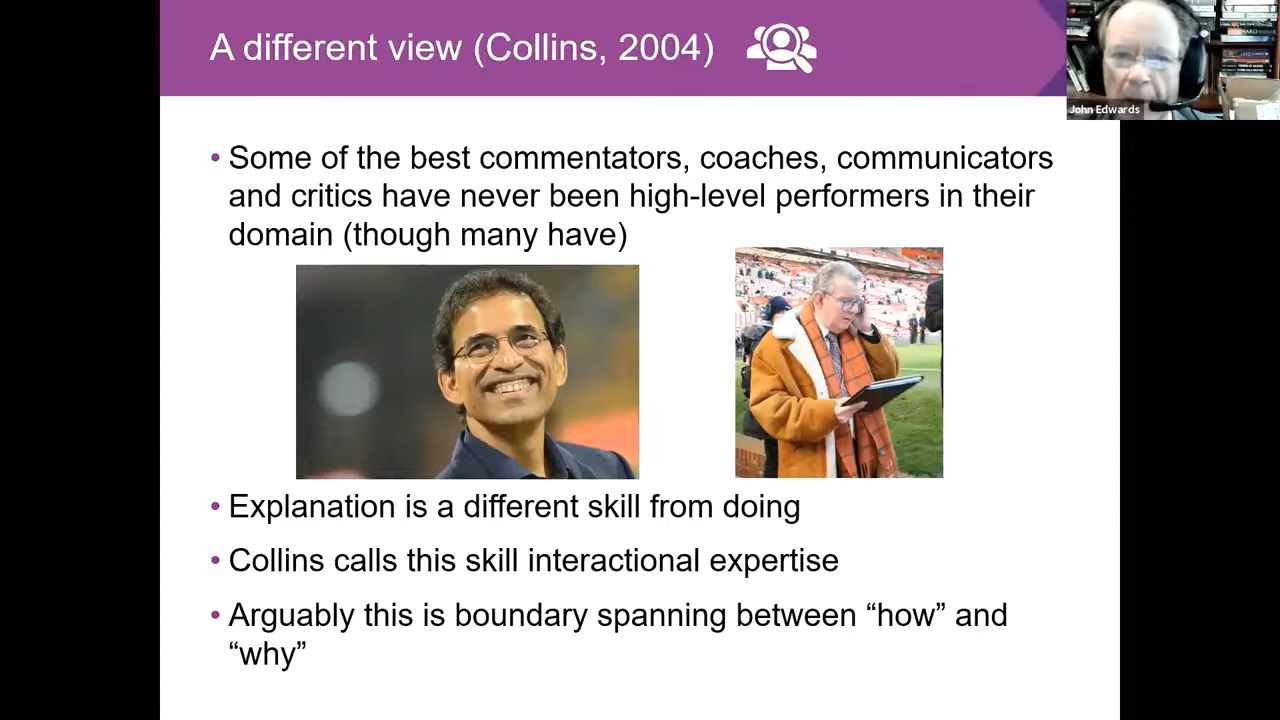 A different view (Collins, 2004)
John Edwards
• Some of the best commentators, coaches, communicators
and critics have never been high-level performers in their
domain (though many have)
• Explanation is a different skill from doing
• Collins calls this skill interactional expertise
• Arguably this is boundary spanning between “how” and
“why”